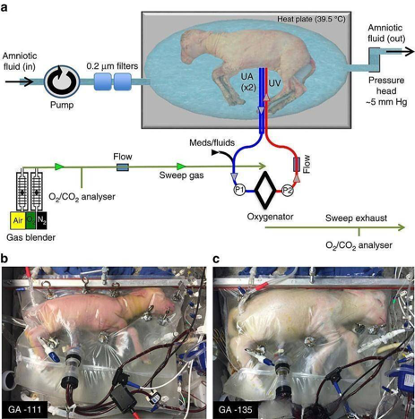 a
Heat plate (39.5 °C)
Amniotic
fluid (in)
0.2 μm filters
Pump
UA
(x2)
UV
Amniotic
fluid (out)
Pressure
head
~5 mm Hg
Meds/fluids
Flow
Flow
Sweep gas
O2/CO2 analyser
P1
P2
Oxygenator
Air
N2
Gas blender
Sweep exhaust
O2/CO2 analyser
b
GA -111
c
GA -135